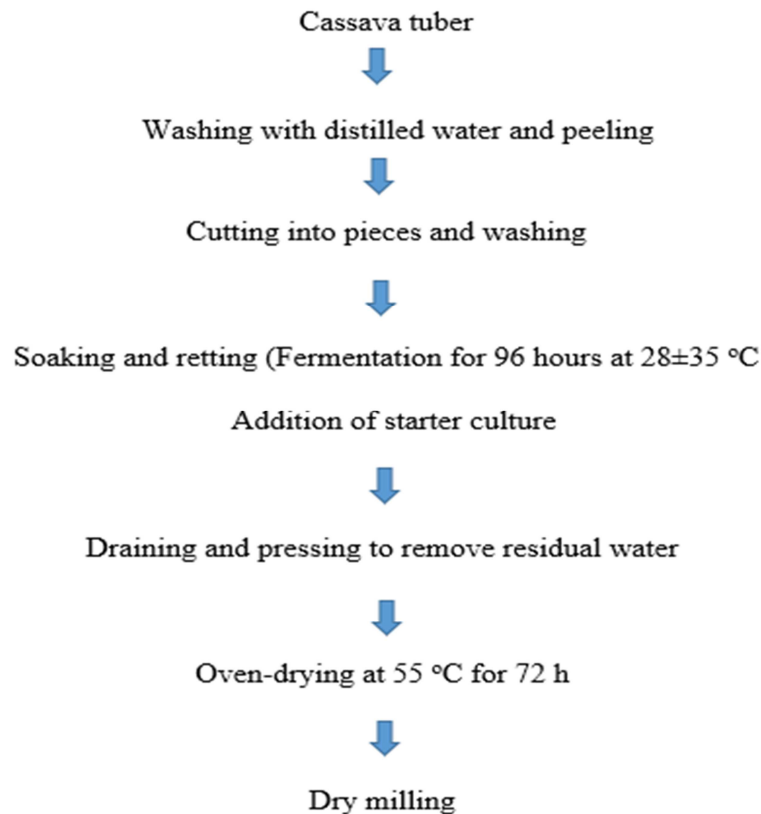 Cassava tuber
Washing with distilled water and peeling
Cutting into pieces and washing
Soaking and retting (Fermentation for 96 hours at 28±35 °C
Addition of starter culture
Draining and pressing to remove residual water
Oven-drying at 55 °C for 72 h
Dry milling